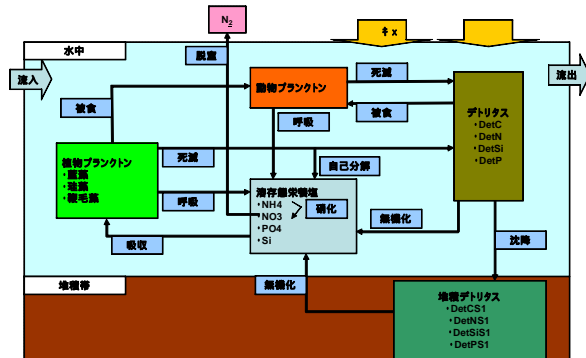 N2
水中
流入
流出
脱窒
動物プランクトン
死滅
被食
被食
デトリタス
・DetC
・DetN
・DetSi
・DetP
呼吸
植物プランクトン
・藍藻
・珪藻
・鞭毛藻
死滅
自己分解
呼吸
溶存態栄養塩
・NH4
・NO3
・PO4
・Si
硝化
無機化
吸収
沈降
堆積帯
無機化
堆積デトリタス
・DetCS1
・DetNS1
・DetSiS1
・DetPS1